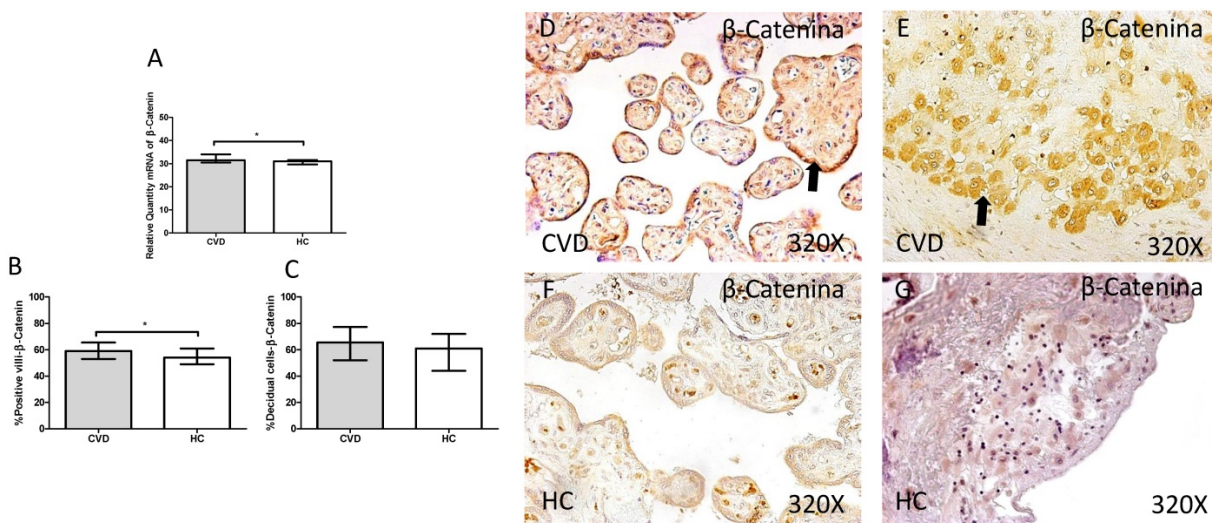 A
Relative Quantity mRNA of β-Catenin
50
40
30
20
10
0
*
CVD HC
B
%Positive villi-β-Catenin
100
80
60
40
20
0
*
CVD HC
C
%Decidual cells-β-Catenin
100
80
60
40
20
0
CVD HC
D β-Catenina
CVD 320X
E β-Catenina
CVD 320X
F β-Catenina
HC 320X
G β-Catenina
HC 320X